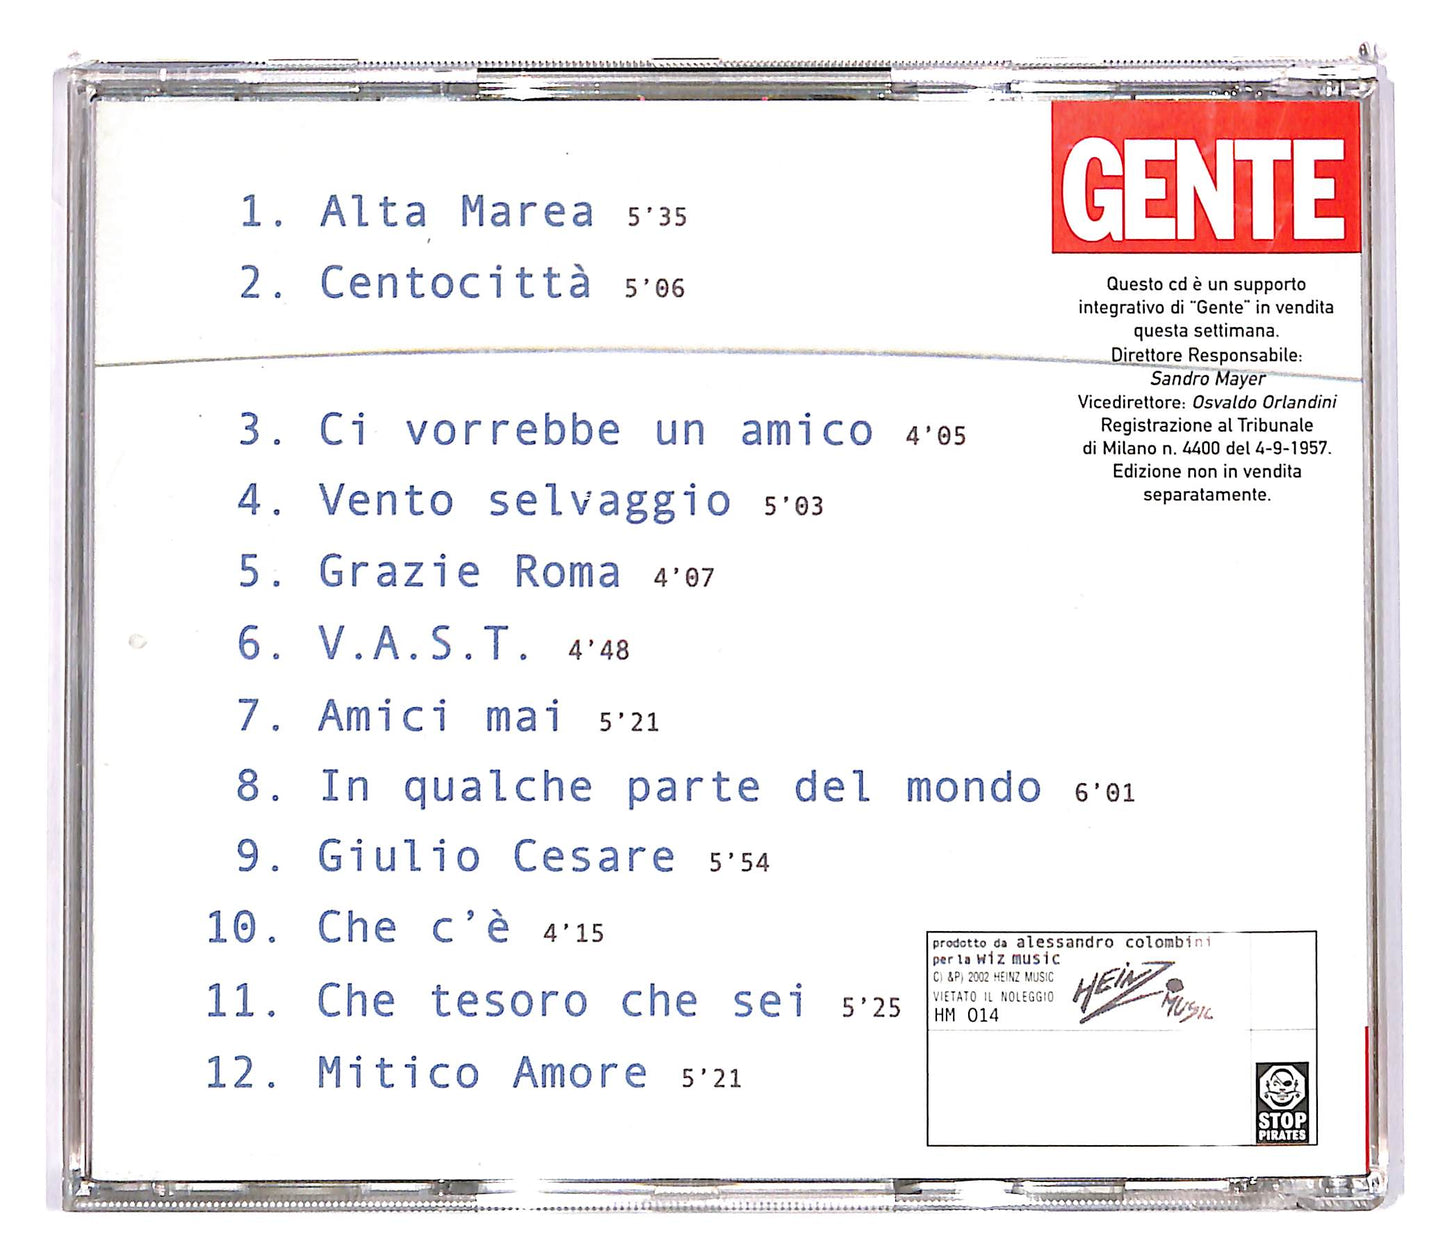 GENTE
1. Alta Marea 5'35
2. Centocittà 5'06
3. Ci vorrebbe un amico 4'05
4. Vento selvaggio 5'03
5. Grazie Roma 4'07
6. V.A.S.T. 4'48
7. Amici mai 5'21
8. In qualche parte del mondo 6'01
9. Giulio Cesare 5'54
10. Che c'è 4'15
11. Che tesoro che sei 5'25
12. Mitico Amore 5'21
Questo cd è un supporto
integrativo di "Gente" in vendita
questa settimana.
Direttore Responsabile:
Sandro Mayer
Vicedirettore: Osvaldo Orlandini
Registrazione al Tribunale
di Milano n. 4400 del 4-9-1957.
Edizione non in vendita
separatamente.
prodotto da alessandro colombini
per la wiz music
C) &P) 2002 HEINZ MUSIC
VIETATO IL NOLEGGIO
HM 014
HEINZ
MUSIC
STOP
PIRATES